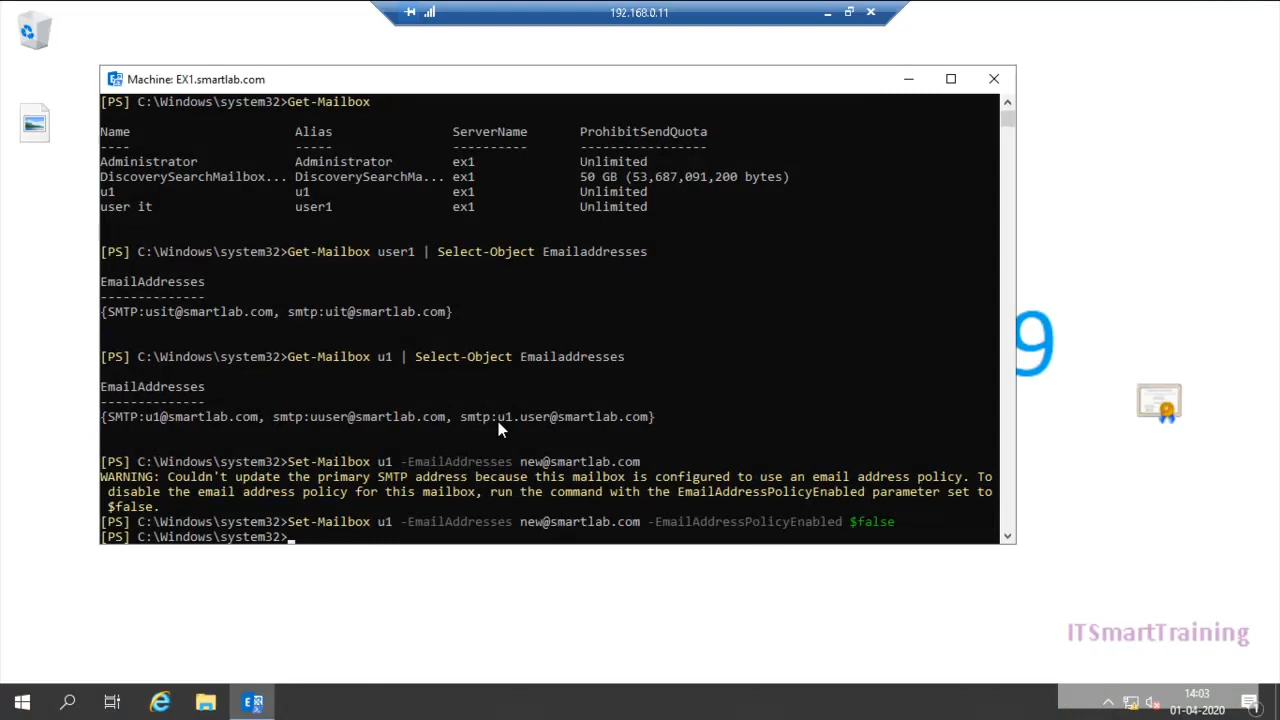 192.168.0.11
Machine: EX1.smartlab.com
[PS] C:\Windows\system32>Get-Mailbox
Name Alias ServerName ProhibitSendQuota
---- ----- ---------- -----------------
Administrator Administrator ex1 Unlimited
DiscoverySearchMailbox... DiscoverySearchMa... ex1 50 GB (53,687,091,200 bytes)
u1 u1 ex1 Unlimited
user it user1 ex1 Unlimited
[PS] C:\Windows\system32>Get-Mailbox user1 | Select-Object Emailaddresses
EmailAddresses
--------------
{SMTP:usit@smartlab.com, smtp:uit@smartlab.com}
[PS] C:\Windows\system32>Get-Mailbox u1 | Select-Object Emailaddresses
EmailAddresses
--------------
{SMTP:u1@smartlab.com, smtp:uuser@smartlab.com, smtp:u1.user@smartlab.com}
[PS] C:\Windows\system32>Set-Mailbox u1 -EmailAddresses new@smartlab.com
WARNING: Couldn't update the primary SMTP address because this mailbox is configured to use an email address policy. To
disable the email address policy for this mailbox, run the command with the EmailAddressPolicyEnabled parameter set to
$false.
[PS] C:\Windows\system32>Set-Mailbox u1 -EmailAddresses new@smartlab.com -EmailAddressPolicyEnabled $false
[PS] C:\Windows\system32>
9
ITSmartTraining
14:03
01-04-2020